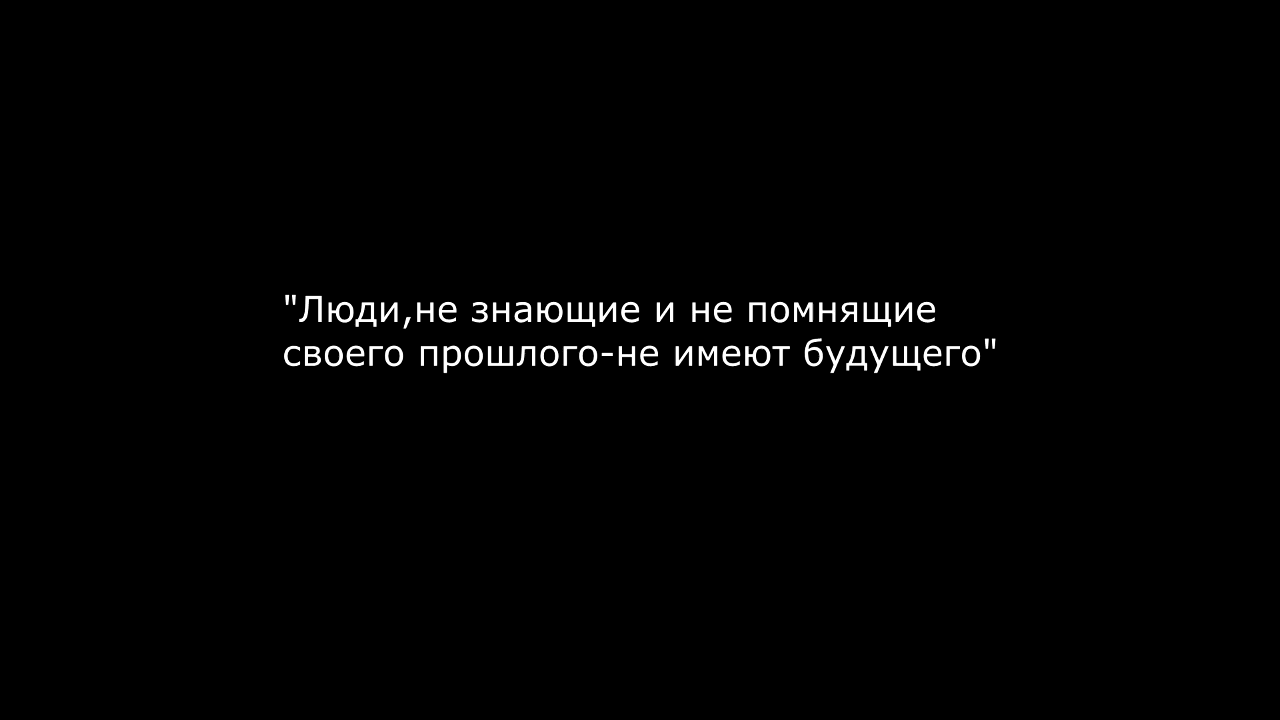 "Люди,не знающие и не помнящие
своего прошлого-не имеют будущего"